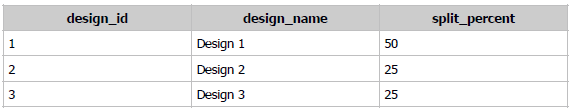 design_id design_name split_percent
1 Design 1 50
2 Design 2 25
3 Design 3 25